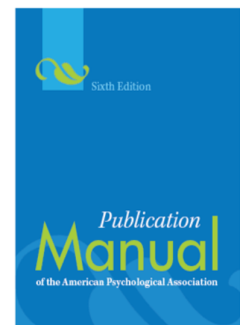 Sixth Edition
Publication
Manual
of the American Psychological Association